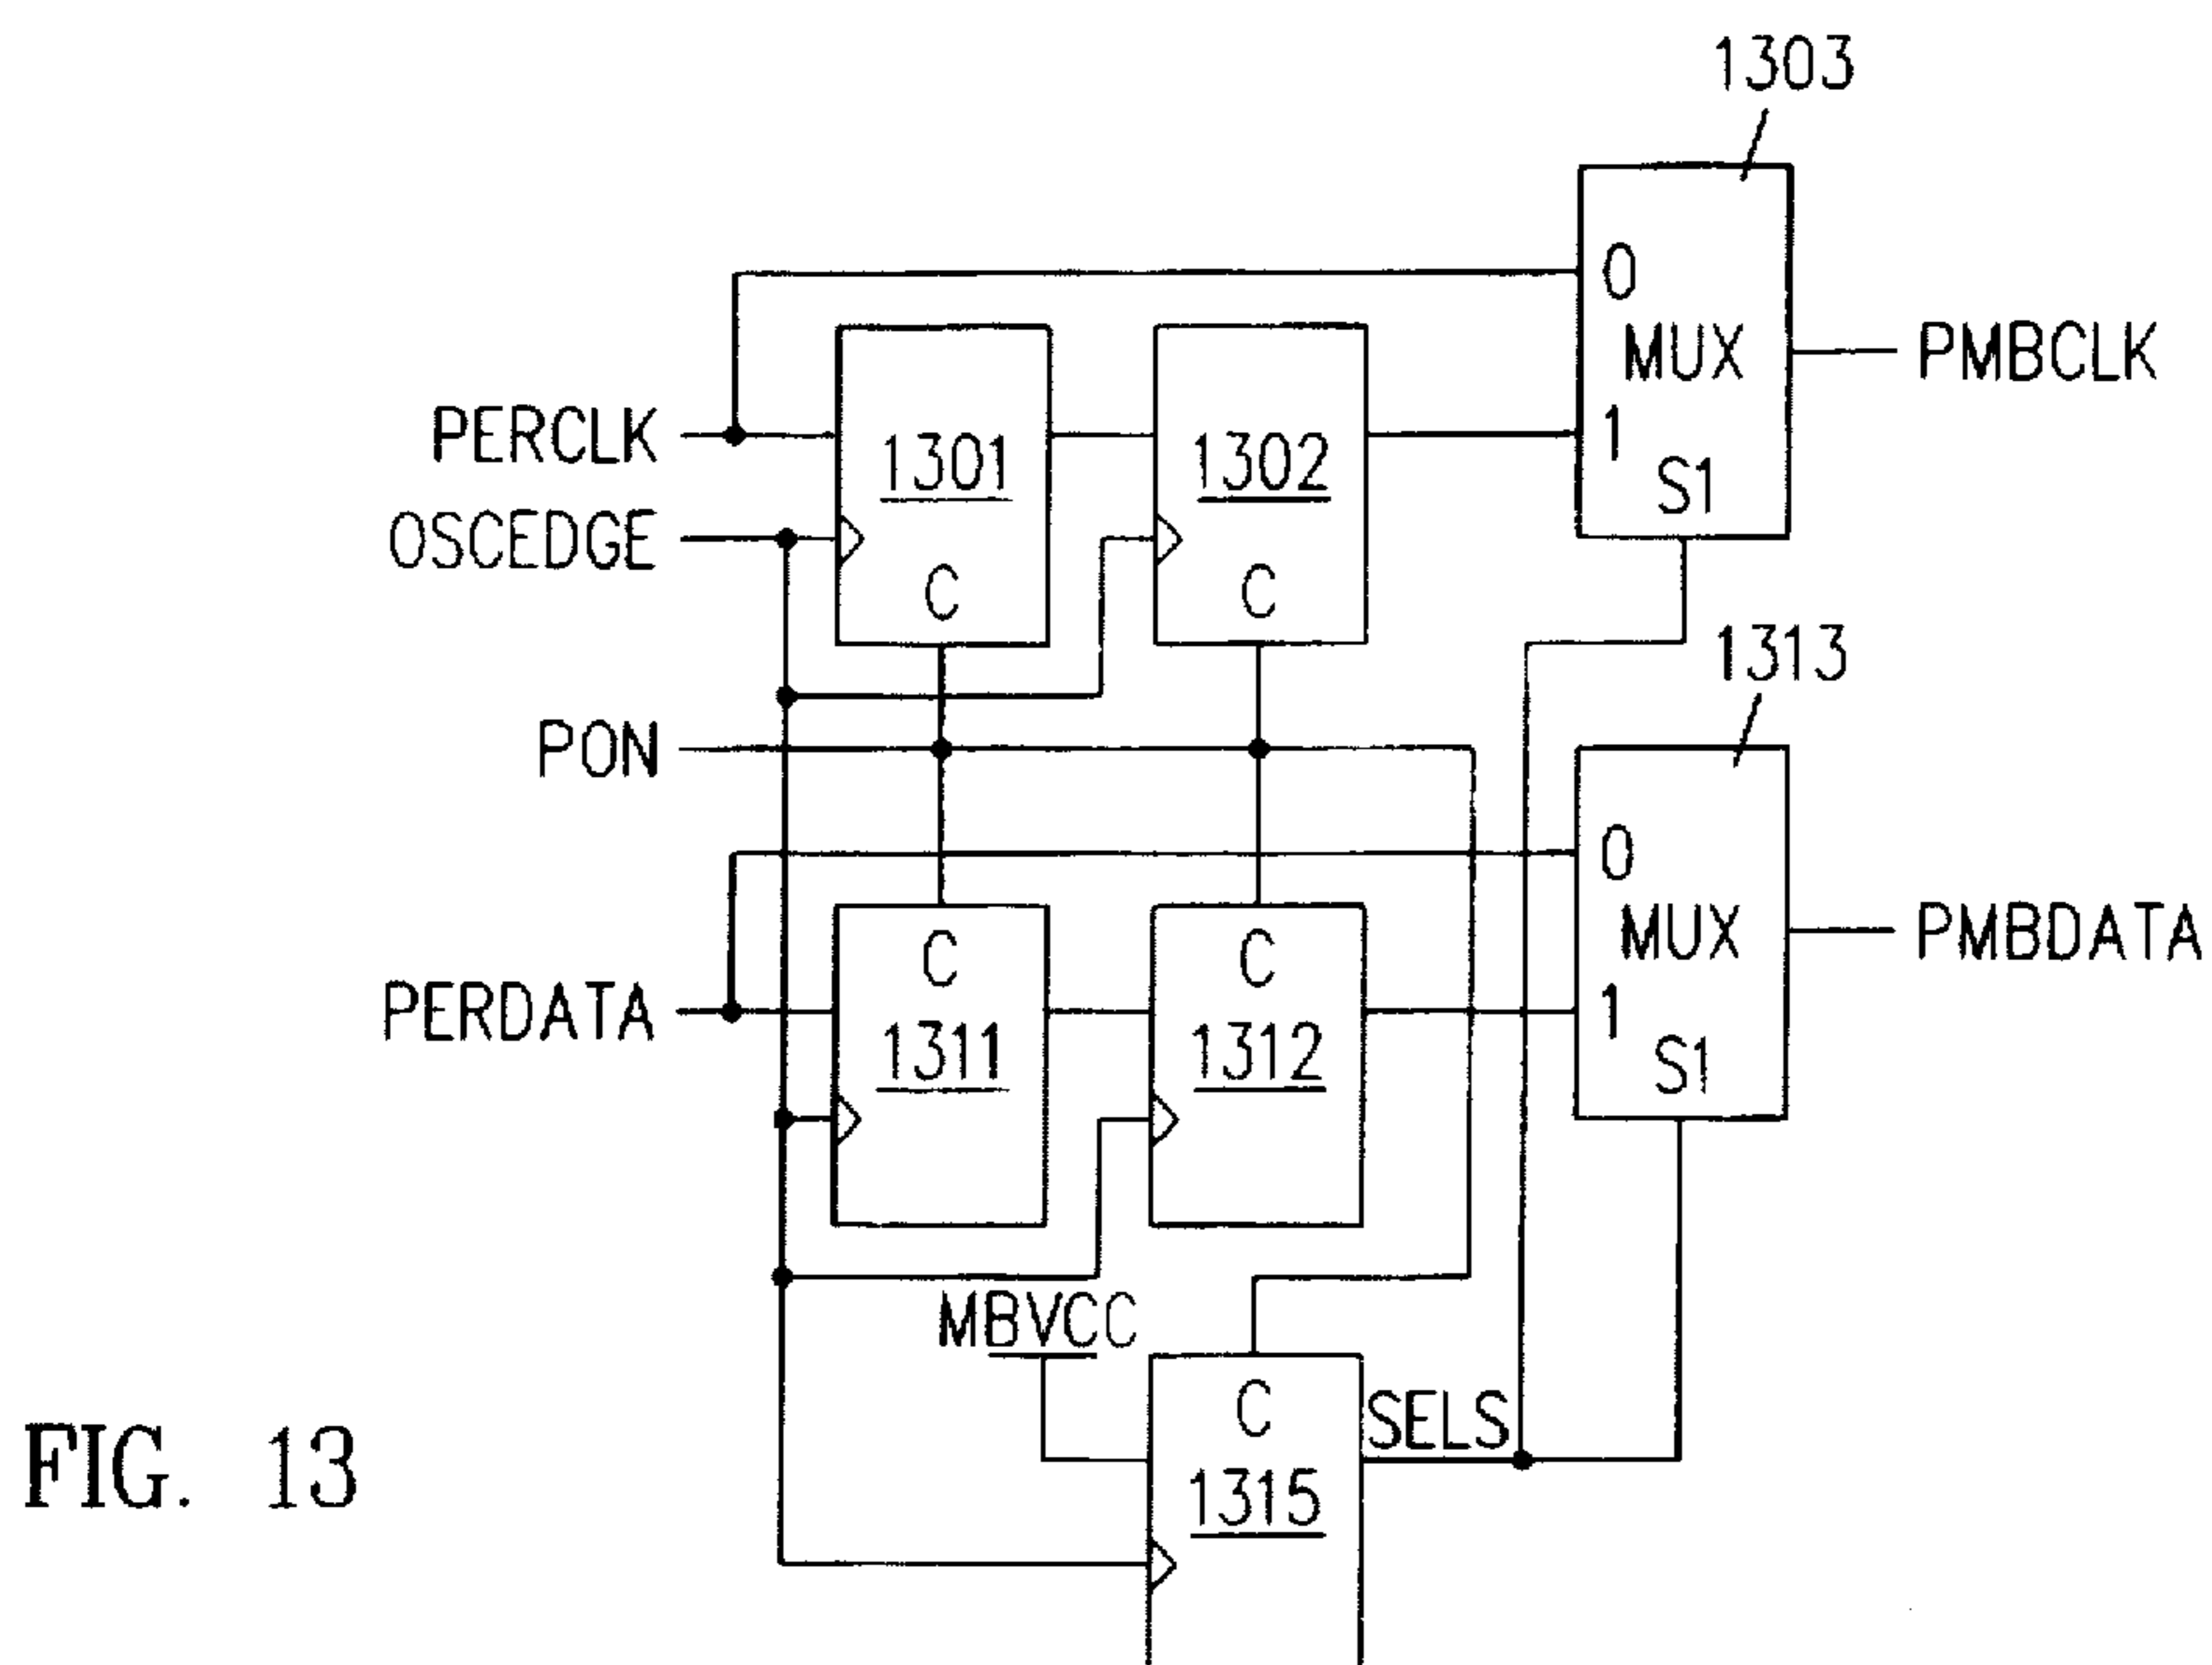 1303
0
MUX
PMBCLK
PERCLK
1301
1302
1
S1
OSCEDGE
C
C
1313
PON
0
MUX
PMBDATA
C
C
PERDATA
1311
1312
1
S1
MBVCC
C
SELS
1315
FIG. 13